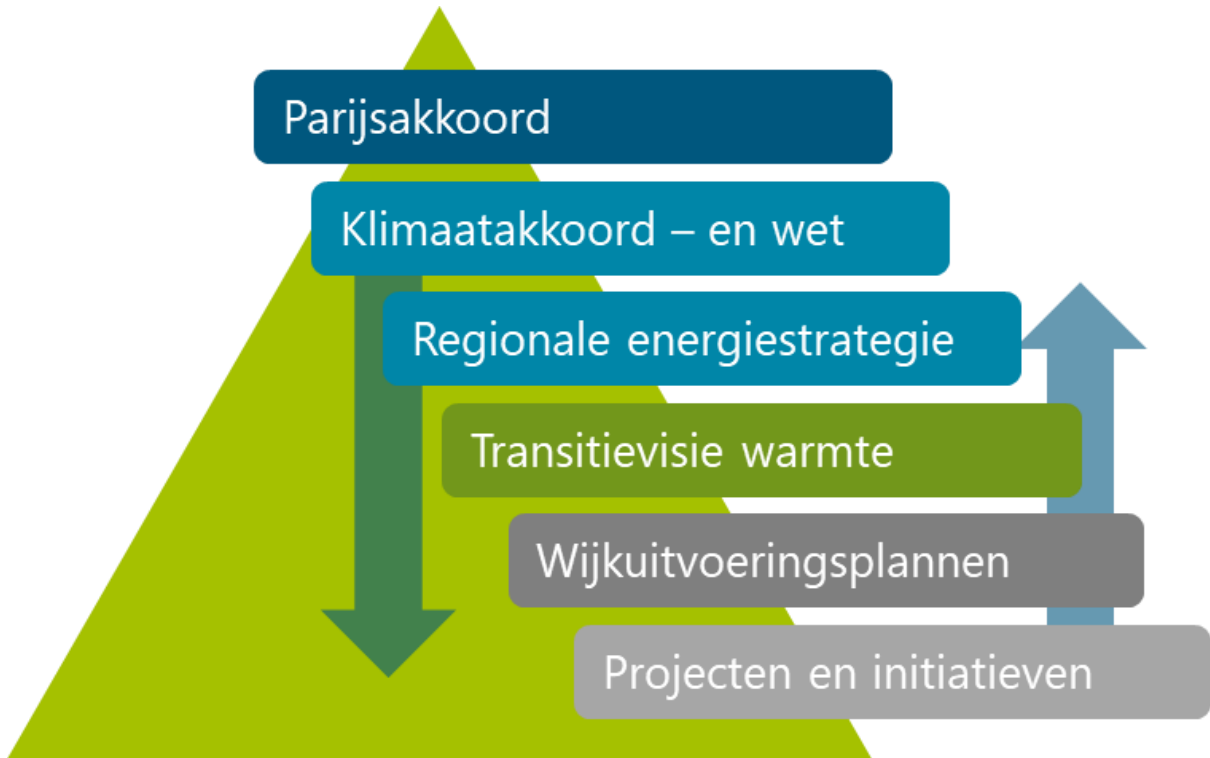 Parijsakkoord
Klimaatakkoord – en wet
Regionale energiestrategie
Transitievisie warmte
Wijkuitvoeringsplannen
Projecten en initiatieven